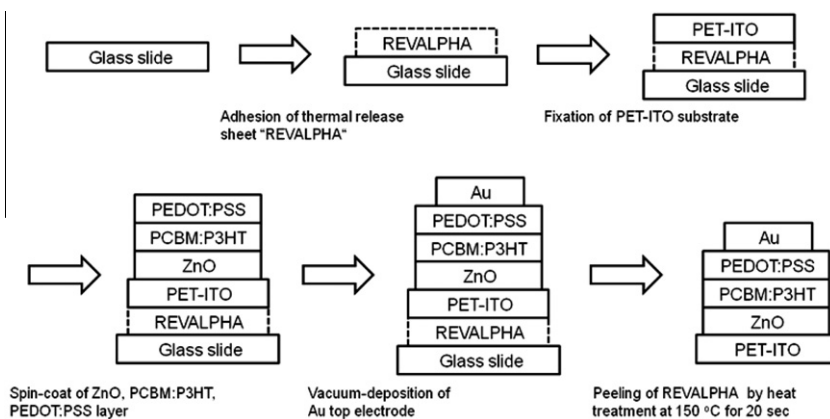 Glass slide
REVALPHA
Glass slide
Adhesion of thermal release
sheet "REVALPHA"
PET-ITO
REVALPHA
Glass slide
Fixation of PET-ITO substrate
PEDOT:PSS
PCBM:P3HT
ZnO
PET-ITO
REVALPHA
Glass slide
Spin-coat of ZnO, PCBM:P3HT,
PEDOT:PSS layer
Au
PEDOT:PSS
PCBM:P3HT
ZnO
PET-ITO
REVALPHA
Glass slide
Vacuum-deposition of
Au top electrode
Au
PEDOT:PSS
PCBM:P3HT
ZnO
PET-ITO
Peeling of REVALPHA by heat
treatment at 150 °C for 20 sec